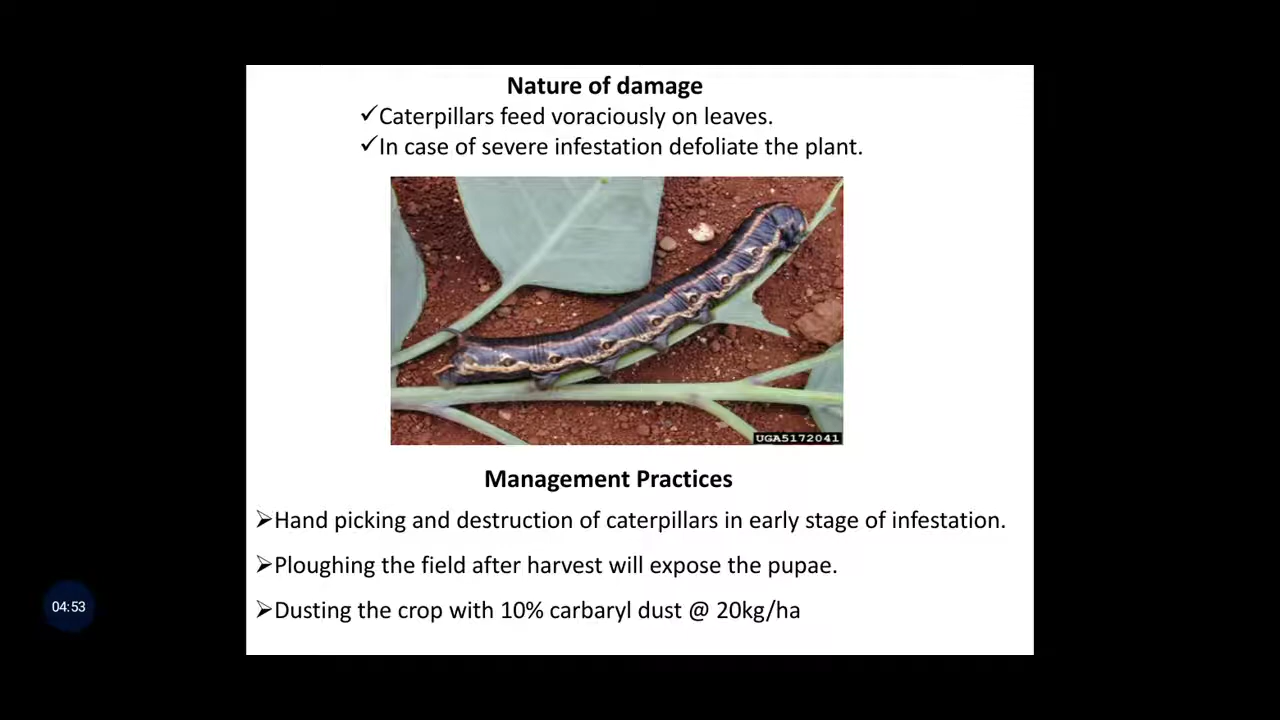 Nature of damage
✓Caterpillars feed voraciously on leaves.
✓In case of severe infestation defoliate the plant.
UGA5172041
Management Practices
➢Hand picking and destruction of caterpillars in early stage of infestation.
➢Ploughing the field after harvest will expose the pupae.
04:53
➢Dusting the crop with 10% carbaryl dust @ 20kg/ha